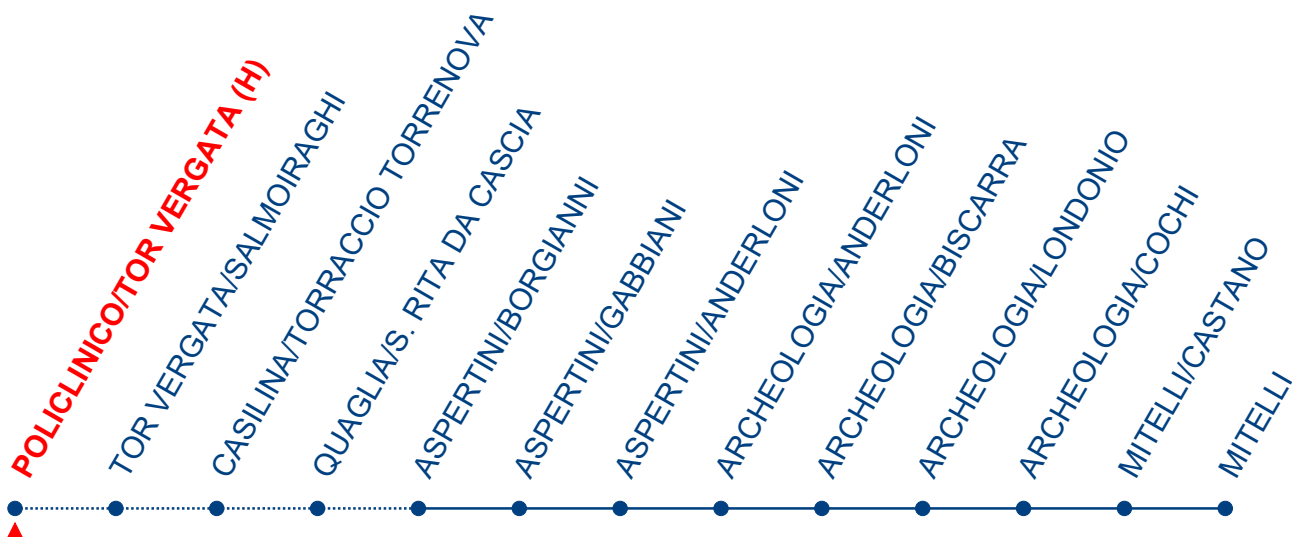 POLICLINICO/TOR VERGATA (H)
TOR VERGATA/SALMOIRAGHI
CASILINA/TORRACCIO TORRENOVA
QUAGLIA/S. RITA DA CASCIA
ASPERTINI/BORGIANNI
ASPERTINI/GABBIANI
ASPERTINI/ANDERLONI
ARCHEOLOGIA/ANDERLONI
ARCHEOLOGIA/BISCARRA
ARCHEOLOGIA/LONDONIO
ARCHEOLOGIA/COCHI
MITELLI/CASTANO
MITELLI